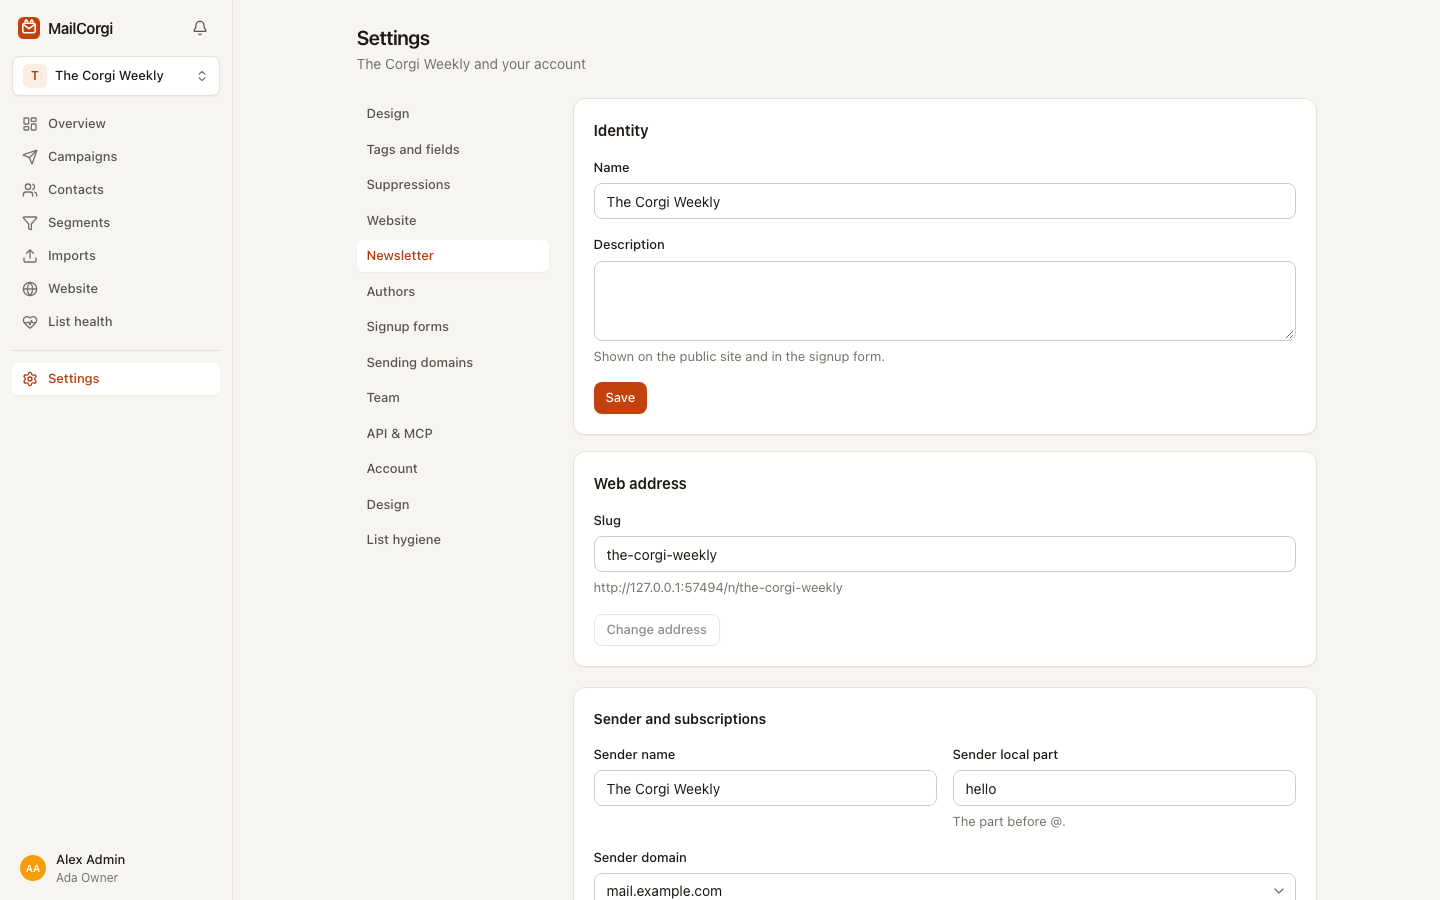 MailCorgi
T The Corgi Weekly
Overview
Campaigns
Contacts
Segments
Imports
Website
List health
Settings
AA
Alex Admin
Ada Owner
Settings
The Corgi Weekly and your account
Design
Tags and fields
Suppressions
Website
Newsletter
Authors
Signup forms
Sending domains
Team
API & MCP
Account
Design
List hygiene
Identity
Name
The Corgi Weekly
Description
Shown on the public site and in the signup form.
Save
Web address
Slug
the-corgi-weekly
http://127.0.0.1:57494/n/the-corgi-weekly
Change address
Sender and subscriptions
Sender name
The Corgi Weekly
Sender local part
hello
The part before @.
Sender domain
mail.example.com